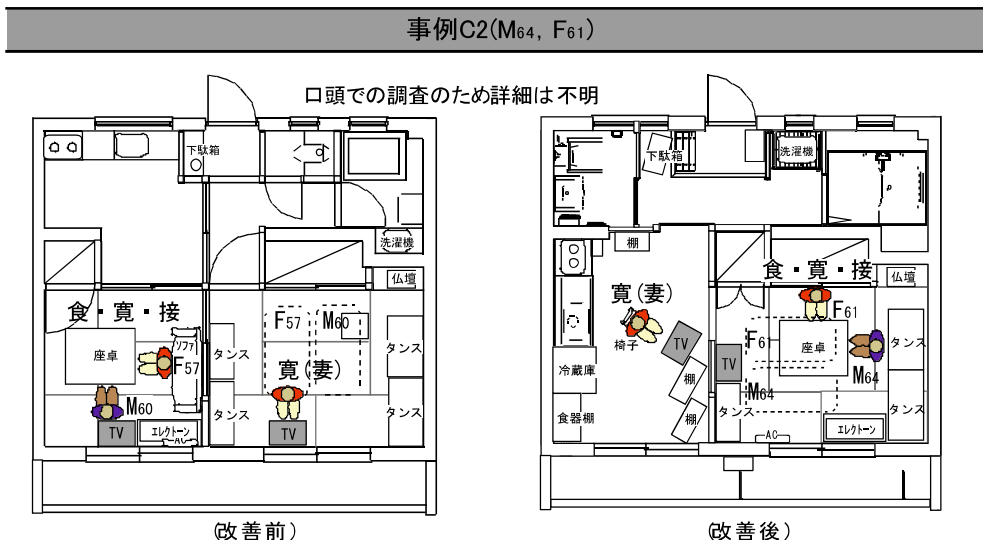 事例C2(M64, F61)
口頭での調査のため詳細は不明
下駄箱
洗濯機
仏壇
食・寛・接
座卓
ソファ
F57
M60
TV
エレクトーン
AC
タンス
タンス
F57
M60
寛(妻)
TV
タンス
タンス
(改善前)
下駄箱
洗濯機
棚
寛(妻)
椅子
冷蔵庫
食器棚
TV
棚
棚
食・寛・接
仏壇
F61
F61
座卓
M64
TV
M64
タンス
タンス
タンス
AC
エレクトーン
(改善後)